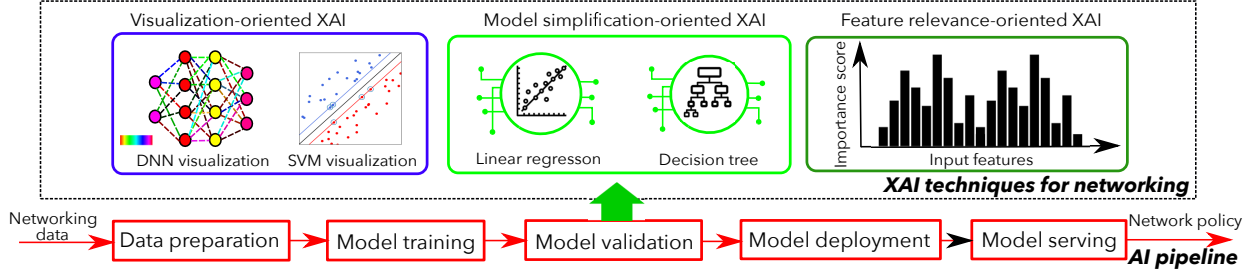 Visualization-oriented XAI
Model simplification-oriented XAI
Feature relevance-oriented XAI
DNN visualization
SVM visualization
Linear regresson
Decision tree
Importance score
Input features
XAI techniques for networking
Networking
data
Data preparation
Model training
Model validation
Model deployment
Model serving
Network policy
AI pipeline